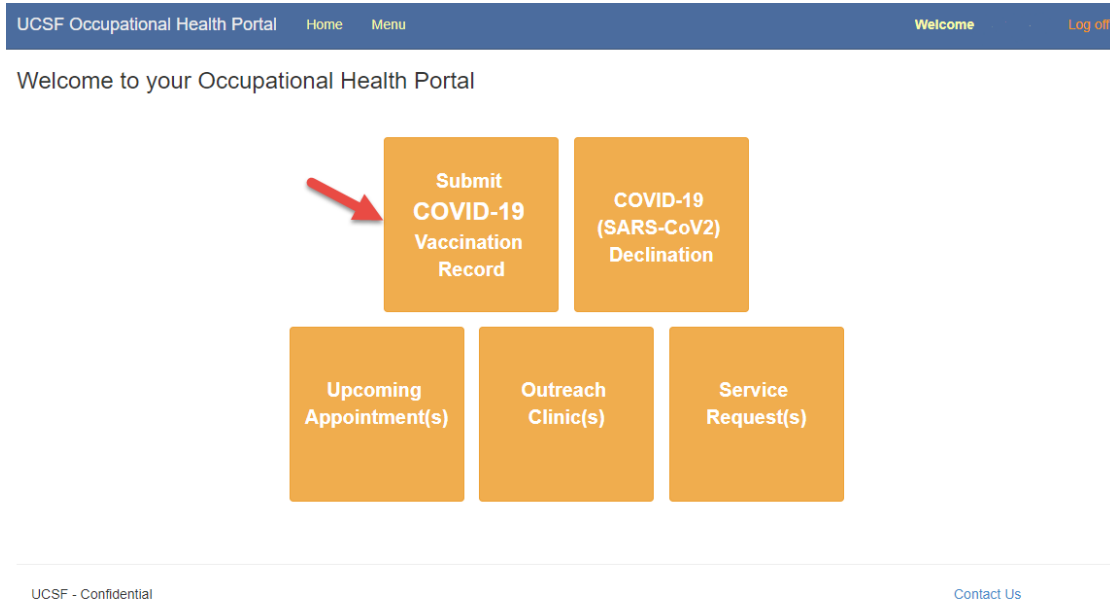 UCSF Occupational Health Portal Home Menu Welcome Log off
Welcome to your Occupational Health Portal
Submit
COVID-19
Vaccination
Record
COVID-19
(SARS-CoV2)
Declination
Upcoming
Appointment(s)
Outreach
Clinic(s)
Service
Request(s)
UCSF - Confidential Contact Us